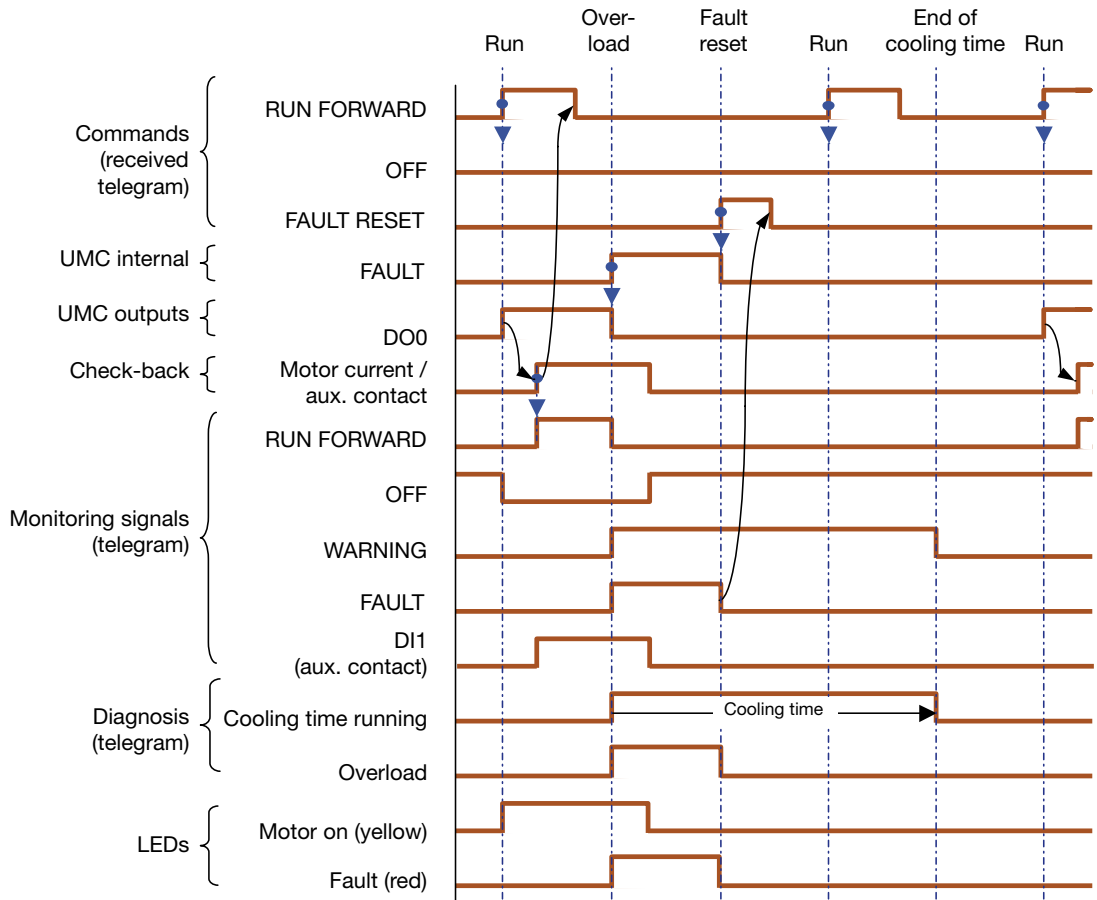 Over-
load
Fault
reset
End of
cooling time
Run
Run
Run
Commands
(received
telegram)
RUN FORWARD
OFF
FAULT RESET
UMC internal
FAULT
UMC outputs
DO0
Check-back
Motor current /
aux. contact
Monitoring signals
(telegram)
RUN FORWARD
OFF
WARNING
FAULT
DI1
(aux. contact)
Diagnosis
(telegram)
Cooling time running
Cooling time
Overload
LEDs
Motor on (yellow)
Fault (red)